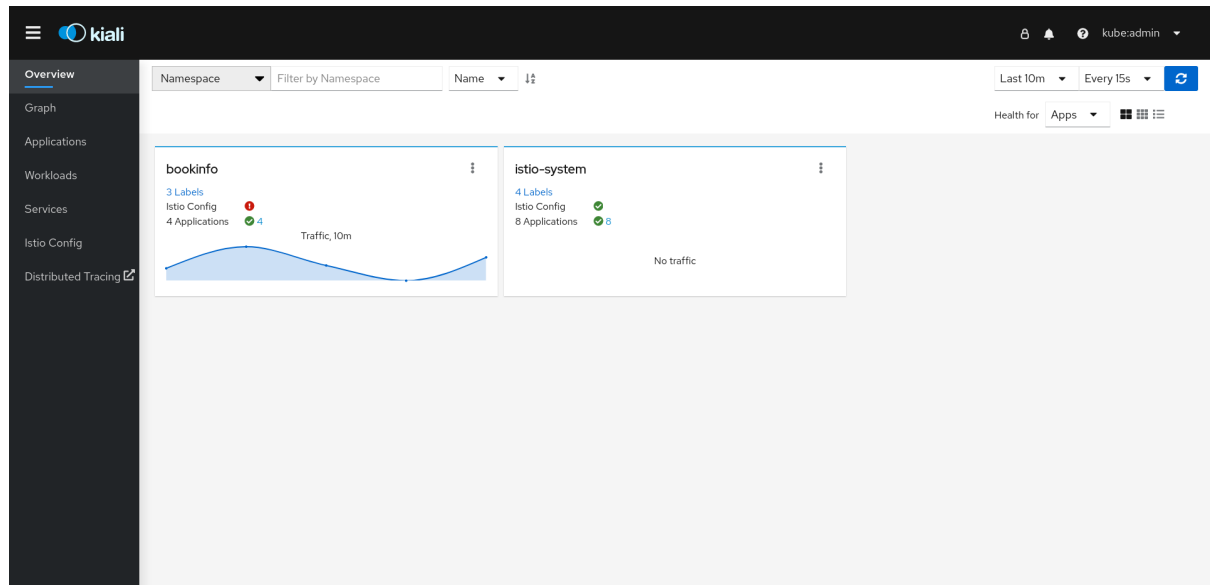 kiali
kube:admin
Overview
Graph
Applications
Workloads
Services
Istio Config
Distributed Tracing
Namespace
Filter by Namespace
Name
Last 10m
Every 15s
Health for
Apps
bookinfo
3 Labels
Istio Config
4 Applications 4
Traffic, 10m
istio-system
4 Labels
Istio Config
8 Applications 8
No traffic